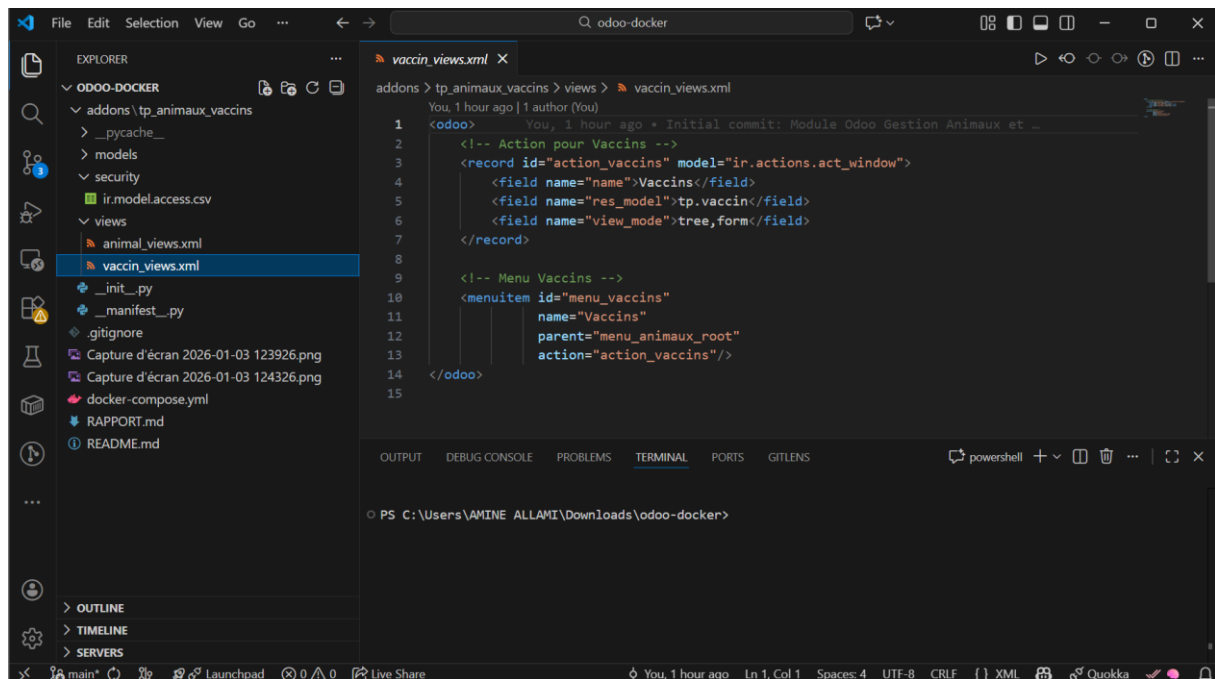 File Edit Selection View Go ··· ← → odoo-docker
EXPLORER ···
ODOO-DOCKER
addons \ tp_animaux_vaccins
__pycache__
models
security
ir.model.access.csv
views
animal_views.xml
vaccin_views.xml
__init__.py
__manifest__.py
.gitignore
Capture d'écran 2026-01-03 123926.png
Capture d'écran 2026-01-03 124326.png
docker-compose.yml
RAPPORT.md
README.md
OUTLINE
TIMELINE
SERVERS
3
vaccin_views.xml
addons > tp_animaux_vaccins > views > vaccin_views.xml
You, 1 hour ago | 1 author (You)
1 <odoo> You, 1 hour ago • Initial commit: Module Odoo Gestion Animaux et …
2 <!-- Action pour Vaccins -->
3 <record id="action_vaccins" model="ir.actions.act_window">
4 <field name="name">Vaccins</field>
5 <field name="res_model">tp.vaccin</field>
6 <field name="view_mode">tree,form</field>
7 </record>
8
9 <!-- Menu Vaccins -->
10 <menuitem id="menu_vaccins"
11 name="Vaccins"
12 parent="menu_animaux_root"
13 action="action_vaccins"/>
14 </odoo>
15
OUTPUT DEBUG CONSOLE PROBLEMS TERMINAL PORTS GITLENS powershell
PS C:\Users\AMINE ALLAMI\Downloads\odoo-docker>
main* Launchpad 0 0 Live Share You, 1 hour ago Ln 1, Col 1 Spaces: 4 UTF-8 CRLF {} XML Quokka